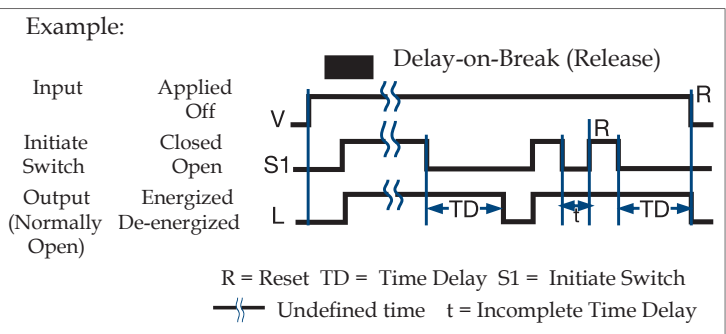 Example:
Delay-on-Break (Release)
Input Applied
Off
V
R
Initiate Closed
Switch Open
S1
R
Output Energized
(Normally De-energized
Open)
L
TD
t
TD
R = Reset TD = Time Delay S1 = Initiate Switch
Undefined time t = Incomplete Time Delay